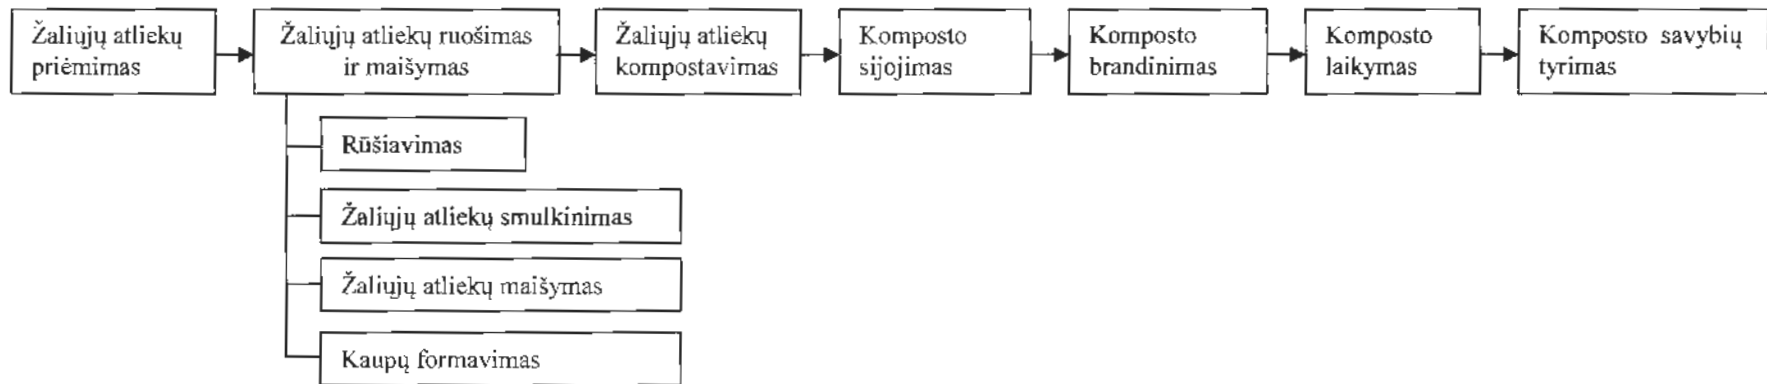 Žaliųjų atliekų
priėmimas
Žaliųjų atliekų ruošimas
ir maišymas
Žaliųjų atliekų
kompostavimas
Komposto
sijojimas
Komposto
brandinimas
Komposto
laikymas
Komposto savybių
tyrimas
Rūšiavimas
Žaliųjų atliekų smulkinimas
Žaliųjų atliekų maišymas
Kaupų formavimas